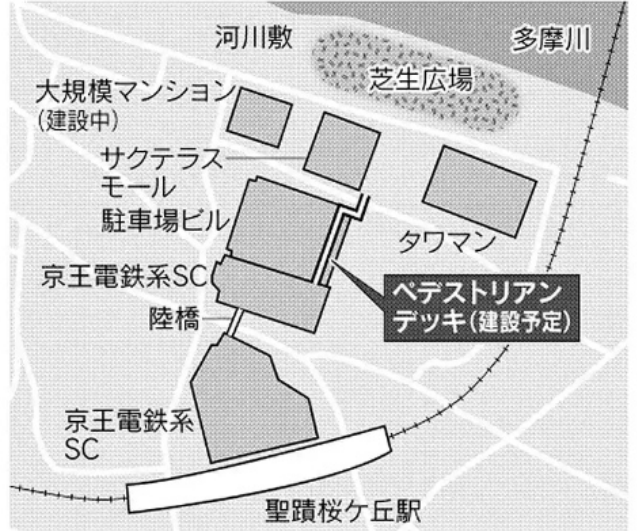 河川敷
多摩川
芝生広場
大規模マンション
(建設中)
サクテラス
モール
駐車場ビル
タワマン
京王電鉄系SC
ペデストリアン
デッキ(建設予定)
陸橋
京王電鉄系
SC
聖蹟桜ケ丘駅